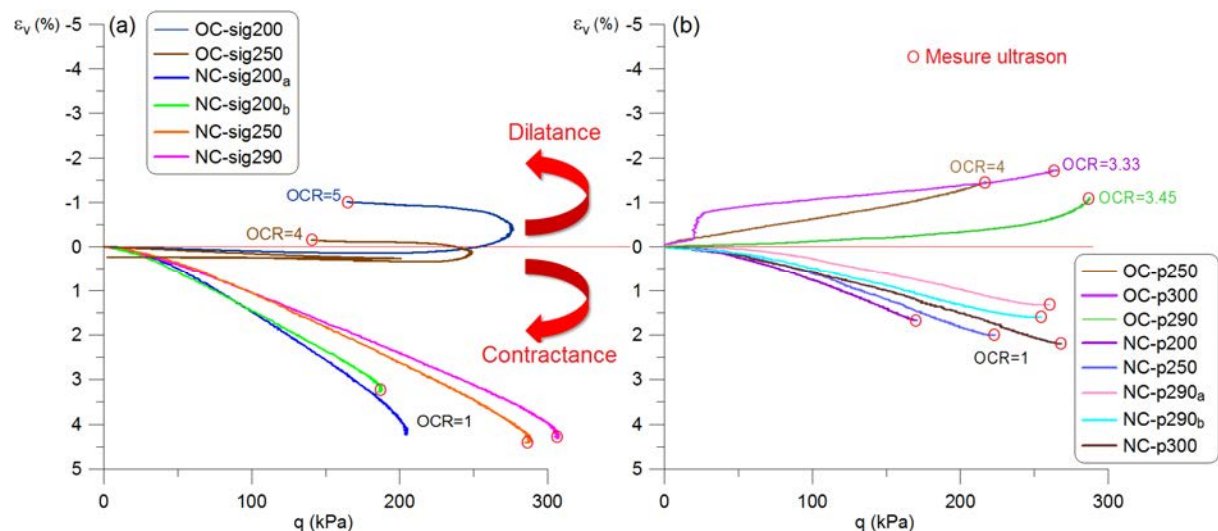 εv (%)
-5
-4
-3
-2
-1
0
1
2
3
4
5
(a)
OC-sig200
OC-sig250
NC-sig200a
NC-sig200b
NC-sig250
NC-sig290
Dilatance
OCR=5
OCR=4
Contractance
OCR=1
0
100
200
300
q (kPa)
εv (%)
-5
-4
-3
-2
-1
0
1
2
3
4
5
(b)
O Mesure ultrason
OCR=4
OCR=3.33
OCR=3.45
OCR=1
OC-p250
OC-p300
OC-p290
NC-p200
NC-p250
NC-p290a
NC-p290b
NC-p300
0
100
200
300
q (kPa)